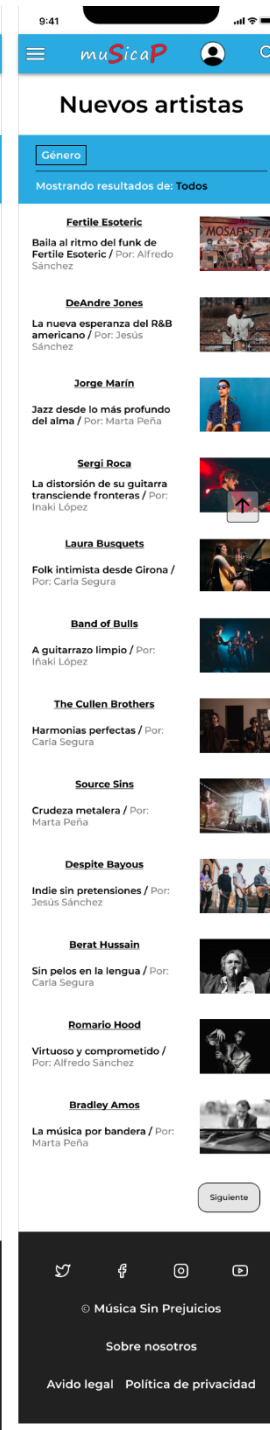 9:41
muSicaP
Nuevos artistas
Género
Mostrando resultados de: Todos
Fertile Esoteric
Baila al ritmo del funk de
Fertile Esoteric / Por: Alfredo
Sánchez
MOSAFEST #
DeAndre Jones
La nueva esperanza del R&B
americano / Por: Jesús
Sánchez
Jorge Marín
Jazz desde lo más profundo
del alma / Por: Marta Peña
Sergi Roca
La distorsión de su guitarra
transciende fronteras / Por:
Inaki López
Laura Busquets
Folk intimista desde Girona /
Por: Carla Segura
Band of Bulls
A guitarrazo limpio / Por:
Iñaki López
The Cullen Brothers
Harmonias perfectas / Por:
Carla Segura
Source Sins
Crudeza metalera / Por:
Marta Peña
Despite Bayous
Indie sin pretensiones / Por:
Jesús Sánchez
Berat Hussain
Sin pelos en la lengua / Por:
Carla Segura
Romario Hood
Virtuoso y comprometido /
Por: Alfredo Sánchez
Bradley Amos
La música por bandera / Por:
Marta Peña
Siguiente
© Música Sin Prejuicios
Sobre nosotros
Avido legal Política de privacidad